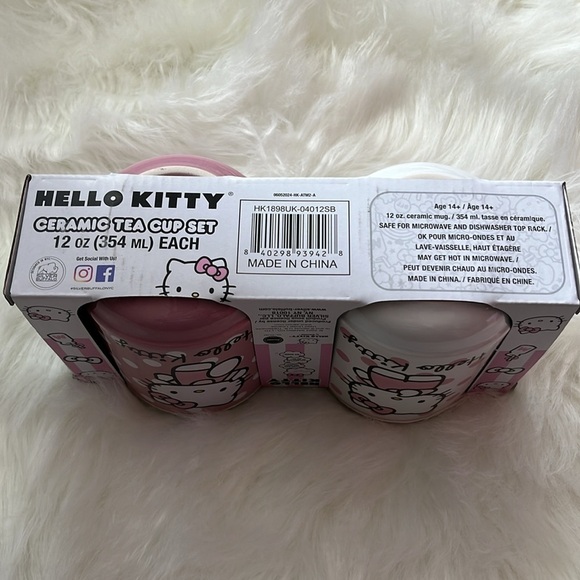 HELLO KITTY®
CERAMIC TEA CUP SET
12 OZ (354 ML) EACH
Get Social With Us!
HK1898UK-04012SB
8 40298 93942 8
MADE IN CHINA
Age 14+ / Âge 14+
12 oz. ceramic mug. / 354 ml. tasse en céramique.
SAFE FOR MICROWAVE AND DISHWASHER TOP RACK. /
OK POUR MICRO-ONDES ET AU
LAVE-VAISSELLE, HAUT ÉTAGÈRE
MAY GET HOT IN MICROWAVE. /
PEUT DEVENIR CHAUD AU MICRO-ONDES.
MADE IN CHINA. / FABRIQUÉ EN CHINE.
Hello Kitty
Hello